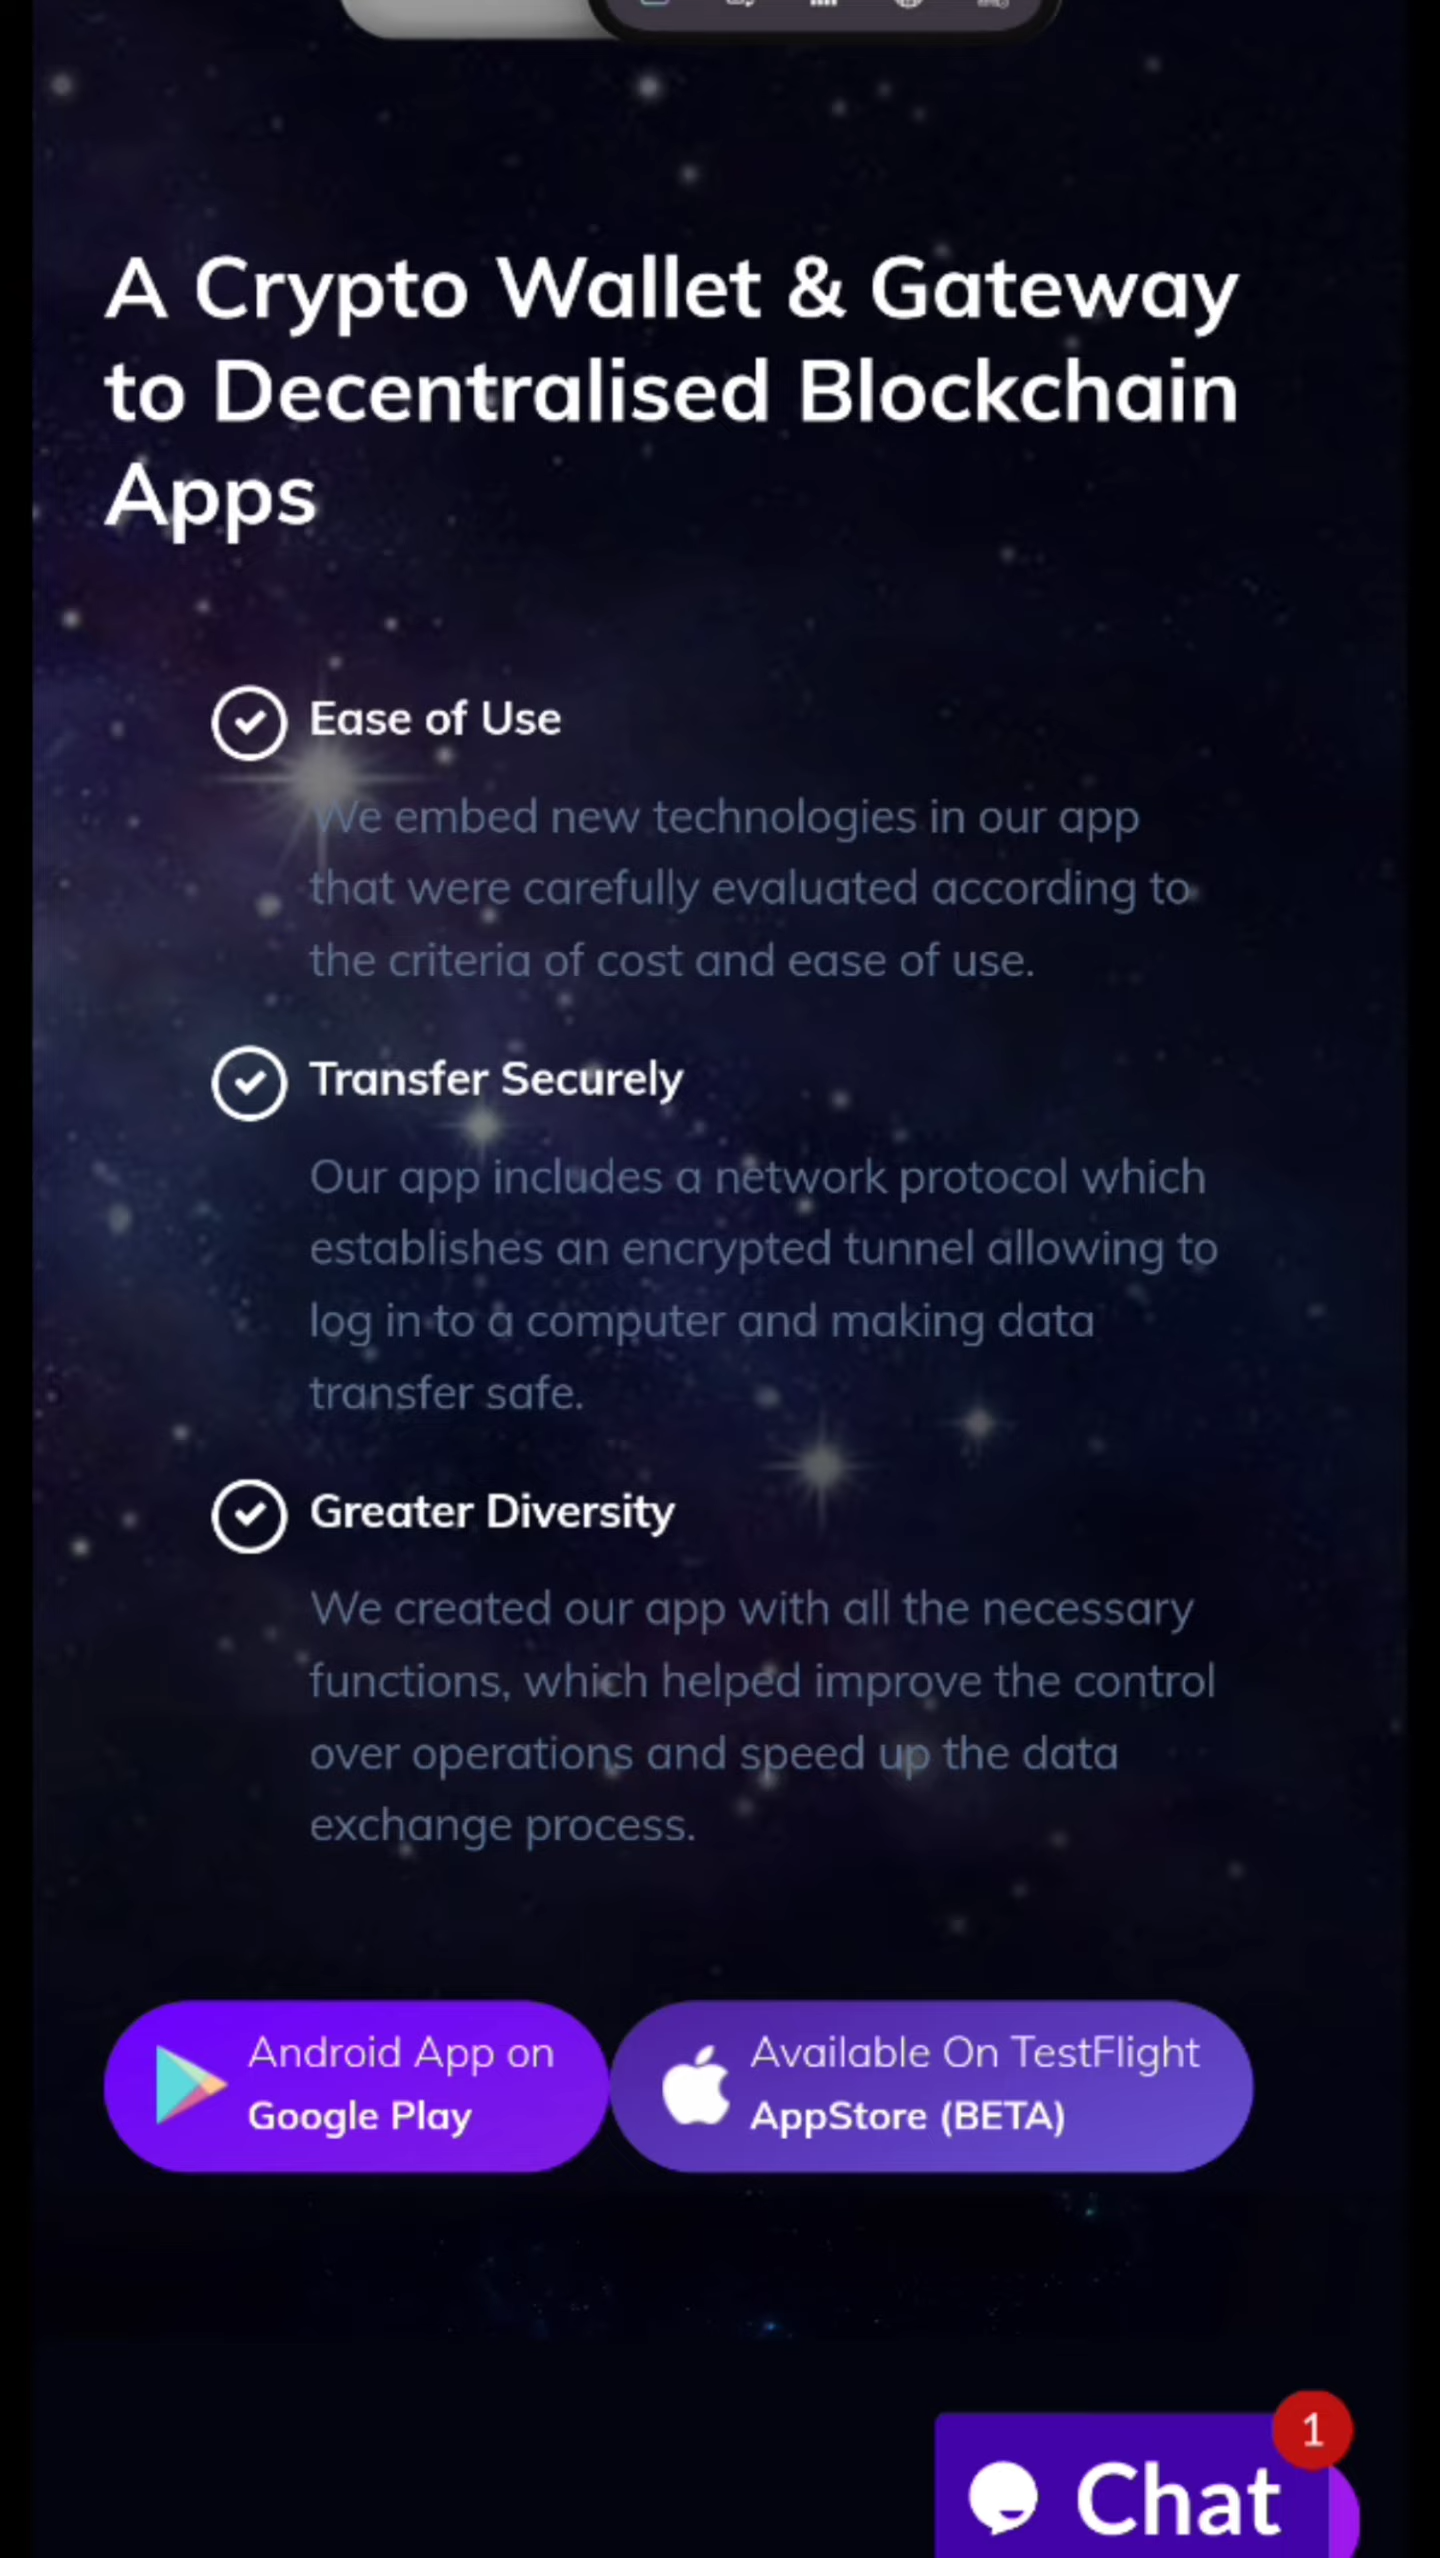 A Crypto Wallet & Gateway
to Decentralised Blockchain
Apps
Ease of Use
We embed new technologies in our app
that were carefully evaluated according to
the criteria of cost and ease of use.
Transfer Securely
Our app includes a network protocol which
establishes an encrypted tunnel allowing to
log in to a computer and making data
transfer safe.
Greater Diversity
We created our app with all the necessary
functions, which helped improve the control
over operations and speed up the data
exchange process.
Android App on
Google Play
Available On TestFlight
AppStore (BETA)
1
Chat